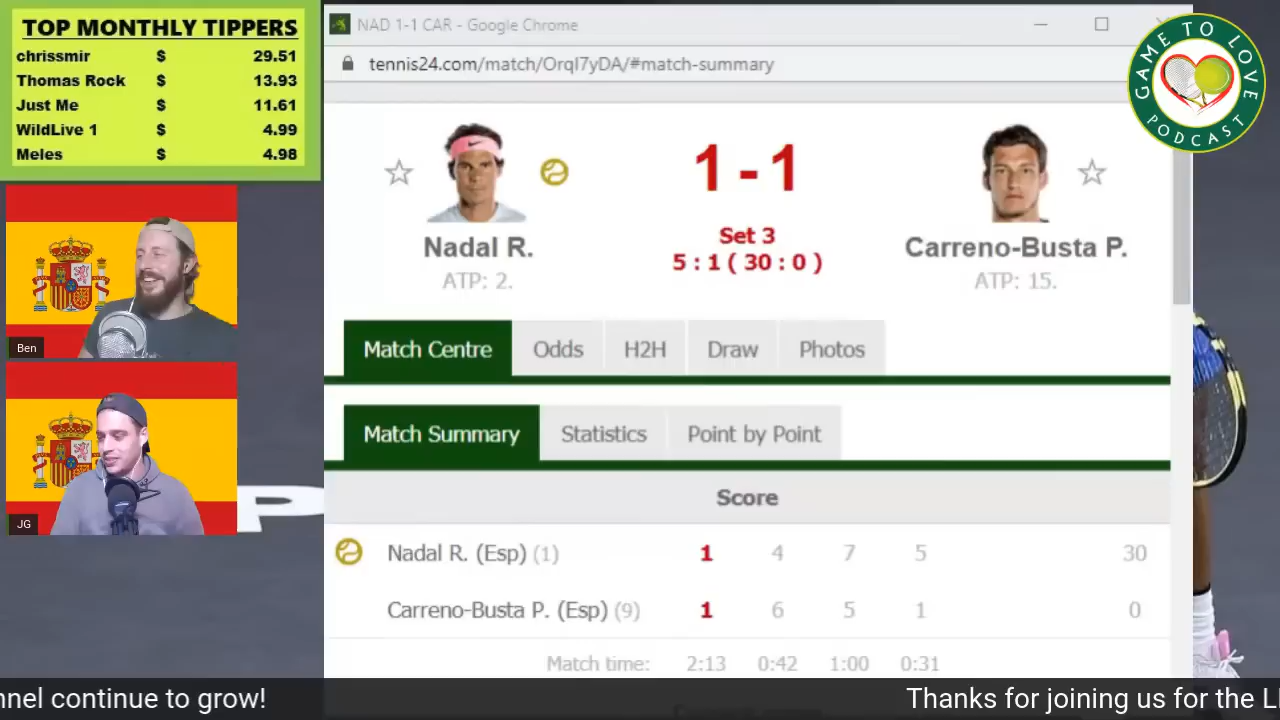 TOP MONTHLY TIPPERS
chrissmir $ 29.51
Thomas Rock $ 13.93
Just Me $ 11.61
WildLive 1 $ 4.99
Meles $ 4.98
Ben
JG
P
NAD 1-1 CAR - Google Chrome
tennis24.com/match/OrqI7yDA/#match-summary
GAME TO LOVE
PODCAST
1 - 1
Set 3
5 : 1 ( 30 : 0 )
Nadal R.
ATP: 2.
Carreno-Busta P.
ATP: 15.
Match Centre Odds H2H Draw Photos
Match Summary Statistics Point by Point
Score
Nadal R. (Esp) (1) 1 4 7 5 30
Carreno-Busta P. (Esp) (9) 1 6 5 1 0
Match time: 2:13 0:42 1:00 0:31
nnel continue to grow! Thanks for joining us for the L